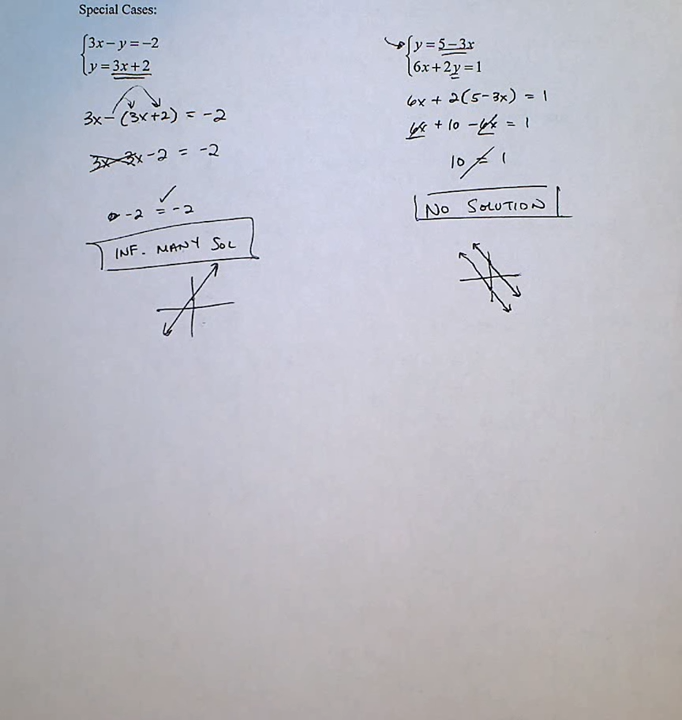 Special Cases:
3x − y = −2
y = 3x + 2
3x − (3x + 2) = −2
3x − 3x − 2 = −2
−2 = −2 ✓
INF. MANY SOL
y = 5 − 3x
6x + 2y = 1
6x + 2(5 − 3x) = 1
6x + 10 − 6x = 1
10 ≠ 1
NO SOLUTION